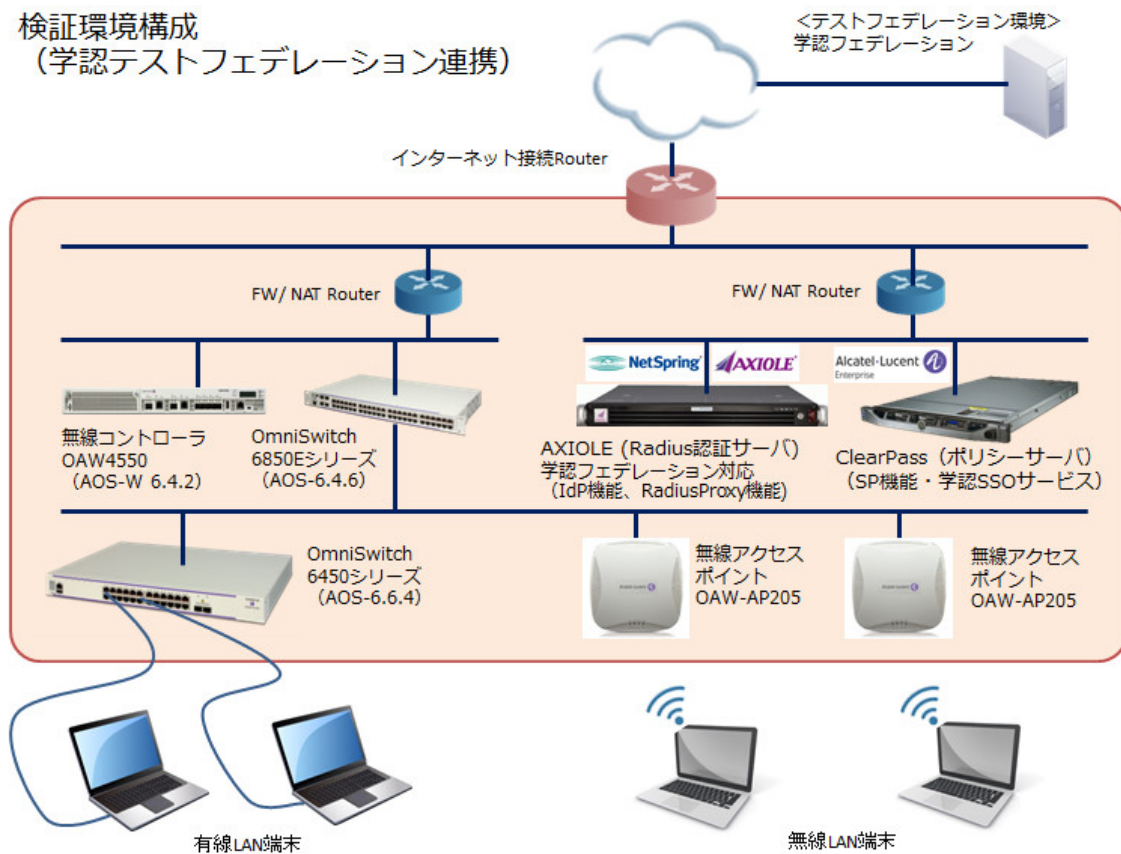 検証環境構成
（学認テストフェデレーション連携）
＜テストフェデレーション環境＞
学認フェデレーション
インターネット接続Router
FW/ NAT Router
FW/ NAT Router
NetSpring
AXIOLE
Alcatel·Lucent
Enterprise
無線コントローラ
OAW4550
（AOS-W 6.4.2）
OmniSwitch
6850Eシリーズ
（AOS-6.4.6）
AXIOLE (Radius認証サーバ)
学認フェデレーション対応
（IdP機能、RadiusProxy機能)
ClearPass（ポリシーサーバ）
（SP機能・学認SSOサービス）
OmniSwitch
6450シリーズ
（AOS-6.6.4）
無線アクセス
ポイント
OAW-AP205
無線アクセス
ポイント
OAW-AP205
有線LAN端末
無線LAN端末